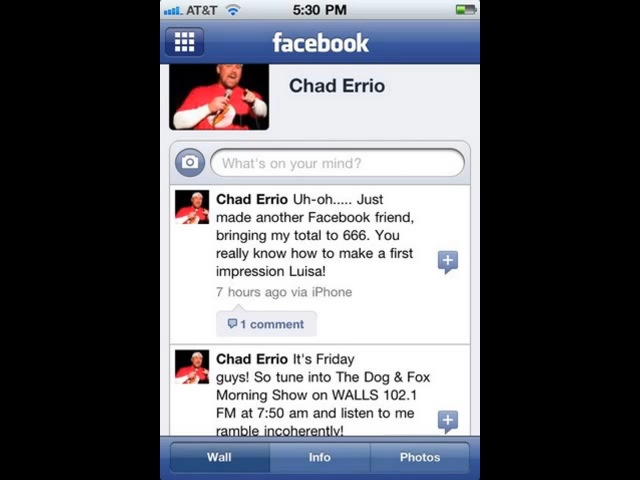 AT&T 5:30 PM
facebook
Chad Errio
What's on your mind?
Chad Errio Uh-oh..... Just
made another Facebook friend,
bringing my total to 666. You
really know how to make a first
impression Luisa!
7 hours ago via iPhone
1 comment
Chad Errio It's Friday
guys! So tune into The Dog & Fox
Morning Show on WALLS 102.1
FM at 7:50 am and listen to me
ramble incoherently!
Wall Info Photos